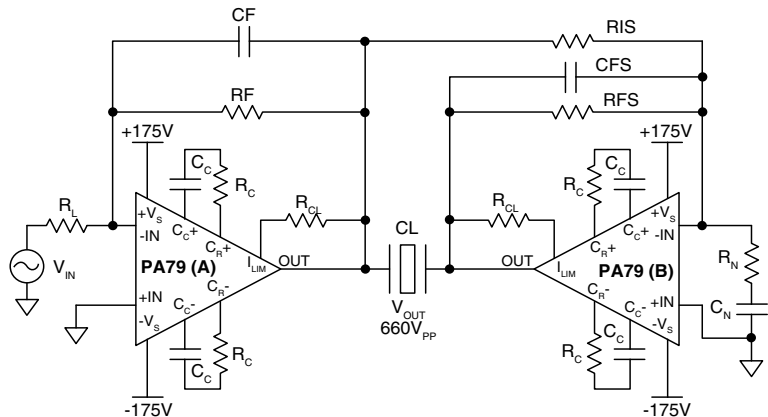 CF
RIS
CFS
RF
RFS
+175V
+175V
C_C
R_C
R_C
C_C
R_L
+V_S
-IN
C_C+
C_R+
R_CL
CL
R_CL
C_R+
C_C+
+V_S
-IN
V_IN
PA79 (A)
I_LIM
OUT
OUT
I_LIM
PA79 (B)
R_N
+IN
-V_S
C_C-
C_R-
V_OUT
660V_PP
C_R-
C_C-
+IN
-V_S
C_N
C_C
R_C
R_C
C_C
-175V
-175V